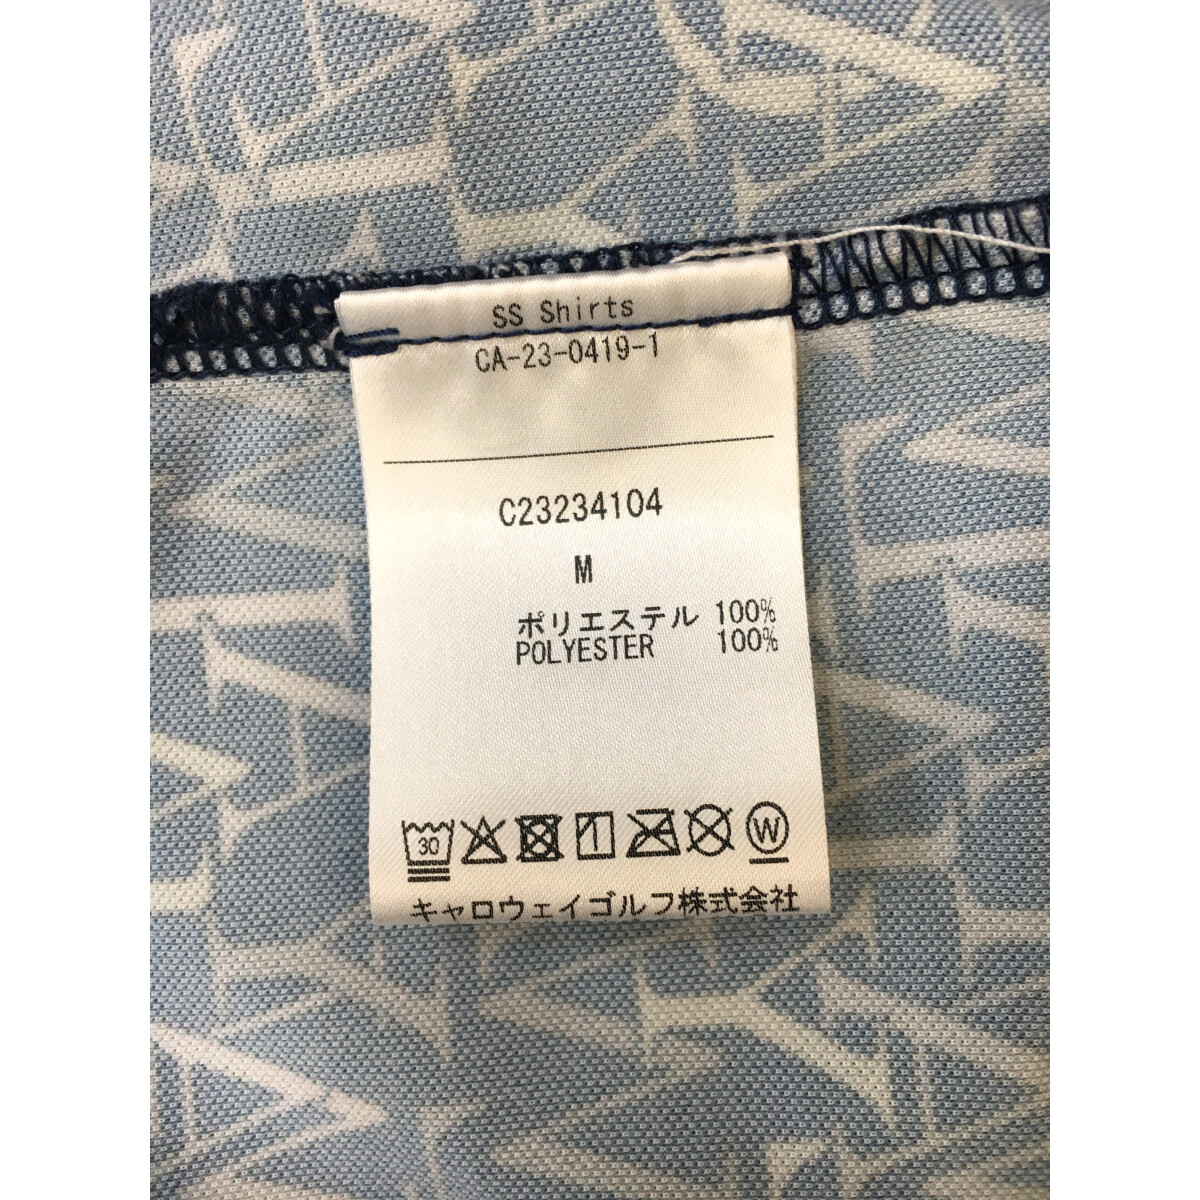 SS Shirts
CA-23-0419-1
C23234104
M
ポリエステル 100%
POLYESTER 100%
30 W
キャロウェイゴルフ株式会社